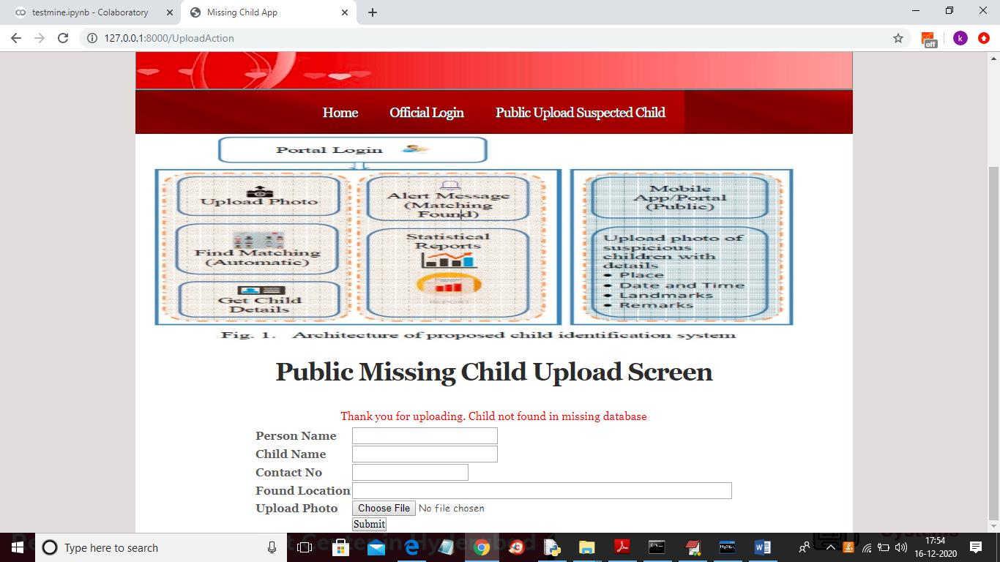 testmine.ipynb - Colaboratory
Missing Child App
127.0.0.1:8000/UploadAction
off
k
Home
Official Login
Public Upload Suspected Child
Portal Login
Upload Photo
Find Matching
(Automatic)
Get Child
Details
Alert Message
(Matching
Found)
Statistical
Reports
REPORT
Mobile
App/Portal
(Public)
Upload photo of
suspicious
children with
details
• Place
• Date and Time
• Landmarks
• Remarks
Fig. 1. Architecture of proposed child identification system
Public Missing Child Upload Screen
Thank you for uploading. Child not found in missing database
Person Name
Child Name
Contact No
Found Location
Upload Photo
Choose File No file chosen
Submit
Type here to search
MySQL
17:54
16-12-2020